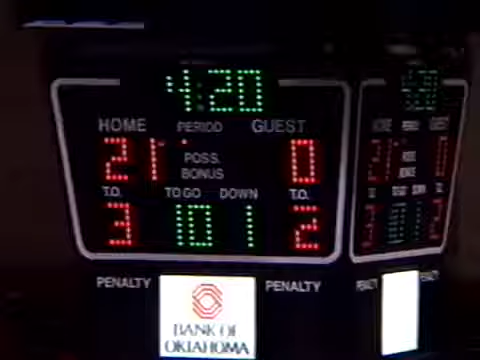 4:20
HOME PERIOD GUEST
21 0
POSS.
BONUS
T.O. TO GO DOWN T.O.
3 10 1 2
PENALTY PENALTY
BANK OF
OKLAHOMA